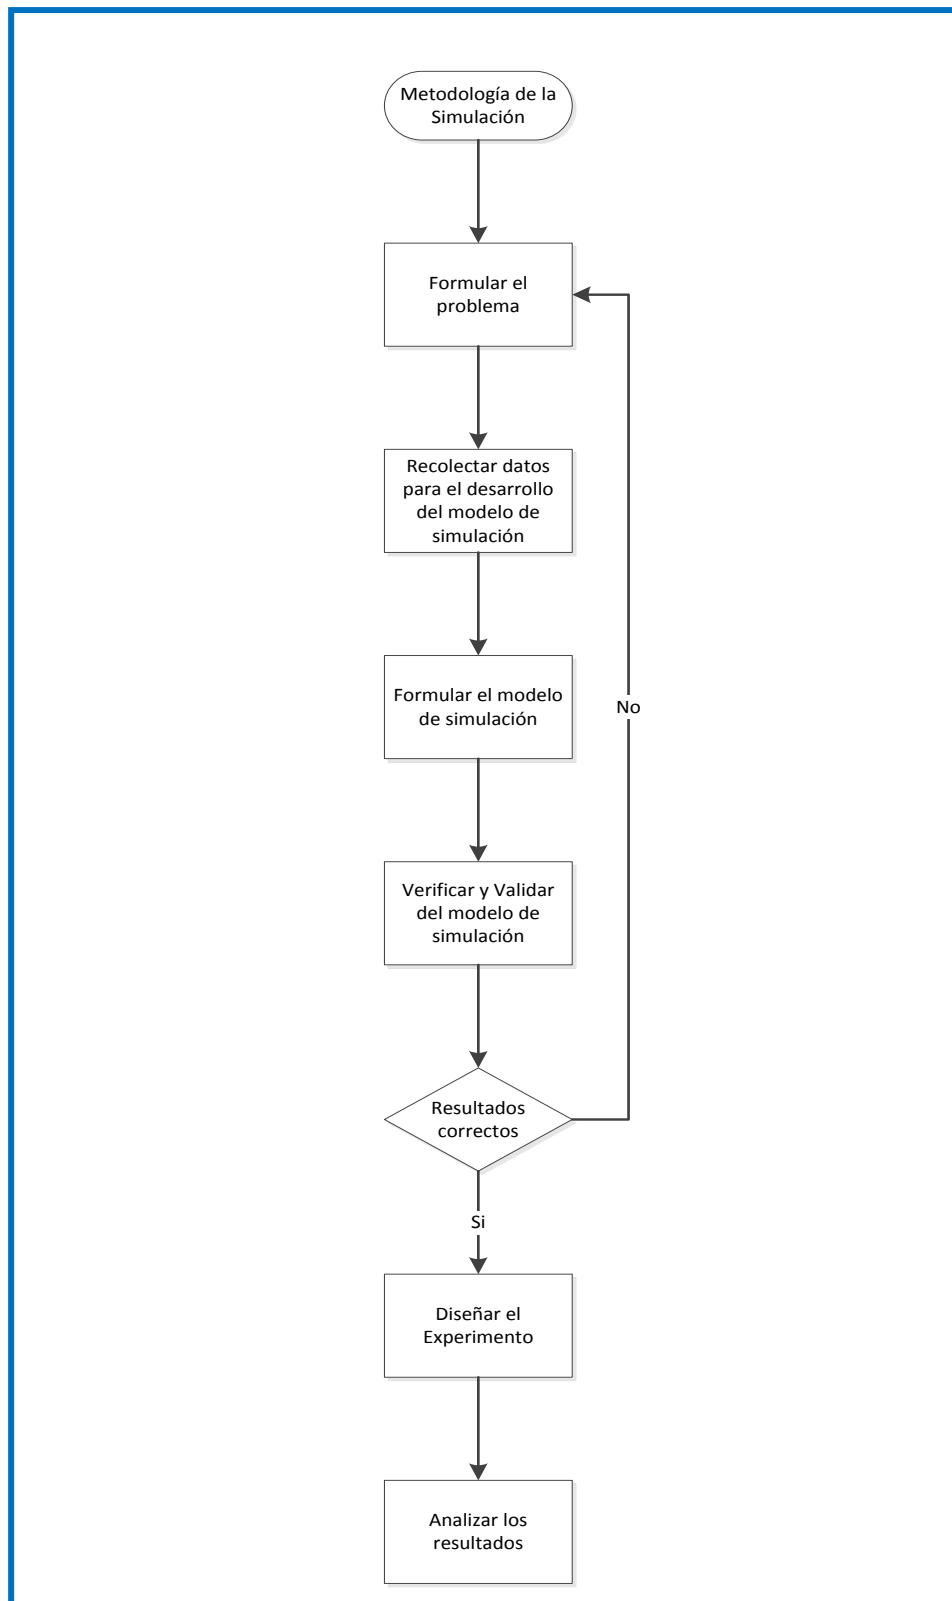 Metodología de la
Simulación
Formular el
problema
Recolectar datos
para el desarrollo
del modelo de
simulación
Formular el modelo
de simulación
No
Verificar y Validar
del modelo de
simulación
Resultados
correctos
Si
Diseñar el
Experimento
Analizar los
resultados